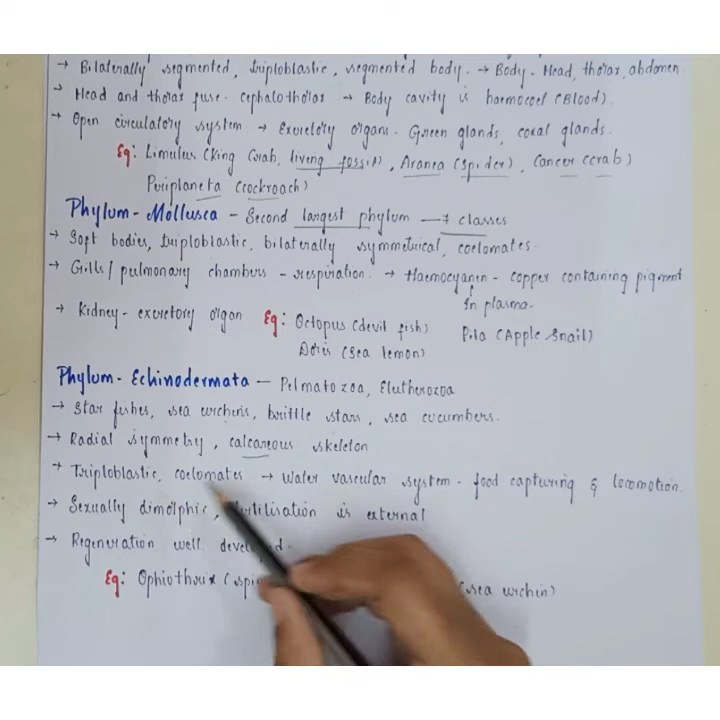 → Bilaterally segmented, triploblastic, segmented body. → Body - Head, thorax, abdomen
→ Head and thorax fuse - cephalothorax → Body cavity is haemocoel (Blood).
→ Open circulatory system → Excretory organs - Green glands, coxal glands.
Eg: Limulus (King Crab, living fossil), Aranea (Spider), Cancer (crab)
Periplaneta (cockroach)
Phylum - Mollusca - Second largest phylum — 7 classes
→ Soft bodies, triploblastic, bilaterally symmetrical, coelomates.
→ Gills/pulmonary chambers - respiration. → Haemocyanin - copper containing pigment
In plasma.
→ Kidney - excretory organ Eg: Octopus (devil fish) Pila (Apple Snail)
Doris (Sea lemon)
Phylum - Echinodermata — Pelmatozoa, Elutherozoa
→ Star fishes, sea urchins, brittle stars, sea cucumbers.
→ Radial symmetry, calcareous skeleton
→ Triploblastic, coelomates → Water vascular system - food capturing & locomotion.
→ Sexually dimorphic, fertilisation is external
→ Regeneration well developed.
Eg: Ophiothrix (sea urchin)